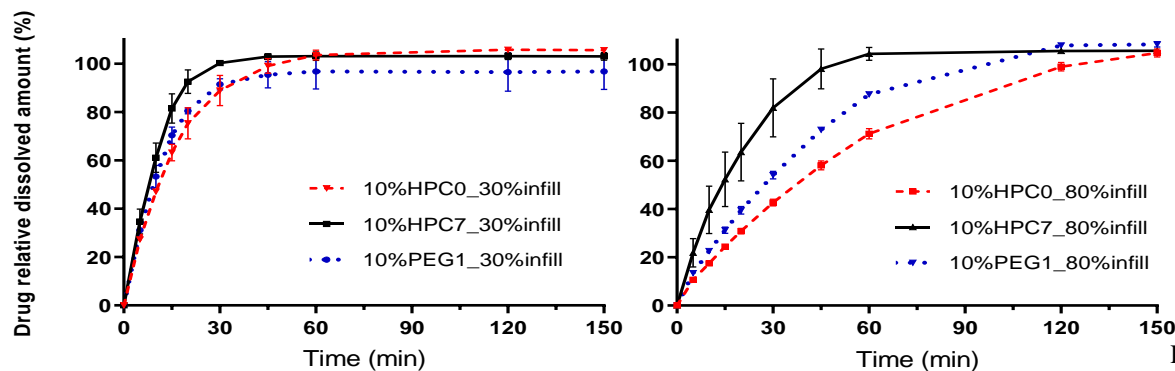 Drug relative dissolved amount (%)
100
80
60
40
20
0
10%HPC0_30%infill
10%HPC7_30%infill
10%PEG1_30%infill
0 30 60 90 120 150
Time (min)
100
80
60
40
20
0
10%HPC0_80%infill
10%HPC7_80%infill
10%PEG1_80%infill
0 30 60 90 120 150
Time (min)